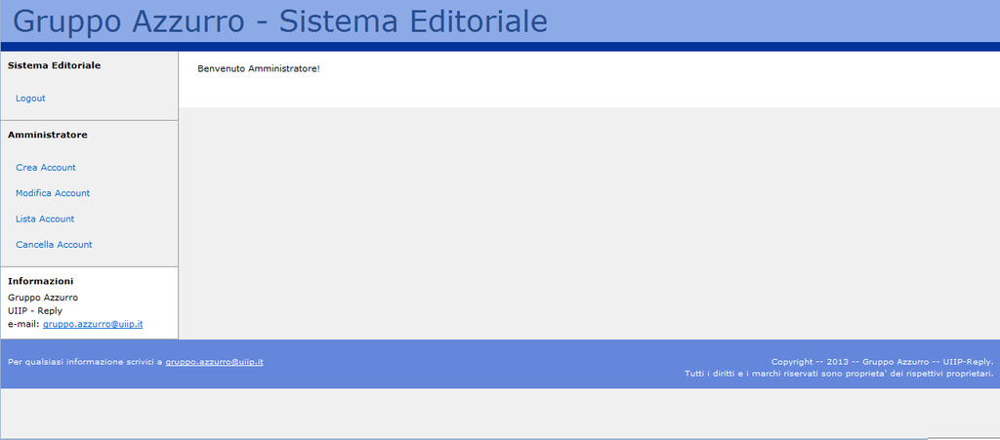 Gruppo Azzurro - Sistema Editoriale
Sistema Editoriale
Logout
Amministratore
Crea Account
Modifica Account
Lista Account
Cancella Account
Informazioni
Gruppo Azzurro
UIIP - Reply
e-mail: gruppo.azzurro@uiip.it
Benvenuto Amministratore!
Per qualsiasi informazione scrivici a gruppo.azzurro@uiip.it
Copyright -- 2013 -- Gruppo Azzurro -- UIIP-Reply.
Tutti i diritti e i marchi riservati sono proprieta' dei rispettivi proprietari.